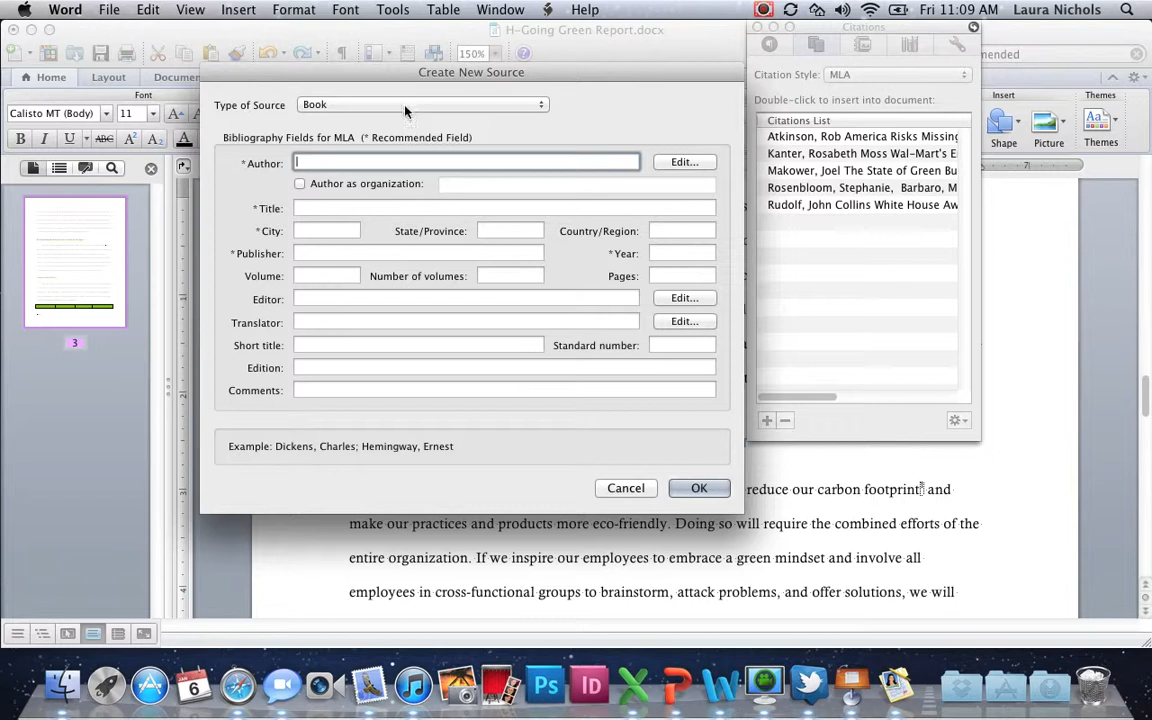 Word File Edit View Insert Format Font Tools Table Window Help Fri 11:09 AM Laura Nichols
H-Going Green Report.docx
Citations
150%
Create New Source
Home Layout Documen
Citation Style: MLA
Font
Type of Source Book
Insert Themes
Double-click to insert into document:
Calisto MT (Body) 11
Citations List
B I U ABC A2 A2 A
Bibliography Fields for MLA (* Recommended Field)
Atkinson, Rob America Risks Missing
Shape Picture Themes
Kanter, Rosabeth Moss Wal-Mart's E
*Author: Edit...
Makower, Joel The State of Green Bu
Author as organization:
Rosenbloom, Stephanie, Barbaro, M
*Title:
Rudolf, John Collins White House Aw
*City: State/Province: Country/Region:
*Publisher: *Year:
Volume: Number of volumes: Pages:
Editor: Edit...
Translator: Edit...
Short title: Standard number:
3
Edition:
Comments:
Example: Dickens, Charles; Hemingway, Ernest
Cancel OK
reduce our carbon footprint and
make our practices and products more eco-friendly. Doing so will require the combined efforts of the
entire organization. If we inspire our employees to embrace a green mindset and involve all
employees in cross-functional groups to brainstorm, attack problems, and offer solutions, we will
6 Ps Id X P W